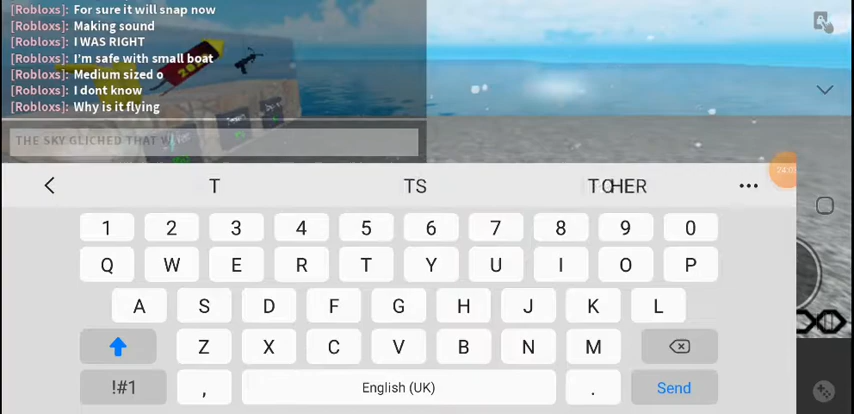 [Robloxs]: For sure it will snap now
[Robloxs]: Making sound
[Robloxs]: I WAS RIGHT
[Robloxs]: I'm safe with small boat
[Robloxs]: Medium sized o
[Robloxs]: I dont know
[Robloxs]: Why is it flying
THE SKY GLICHED THAT
24:01
T TS
1 2 3 4 5 6 7 8 9 0
Q W E R T Y U I O P
A S D F G H J K L
Z X C V B N M
!#1 , English (UK) . Send